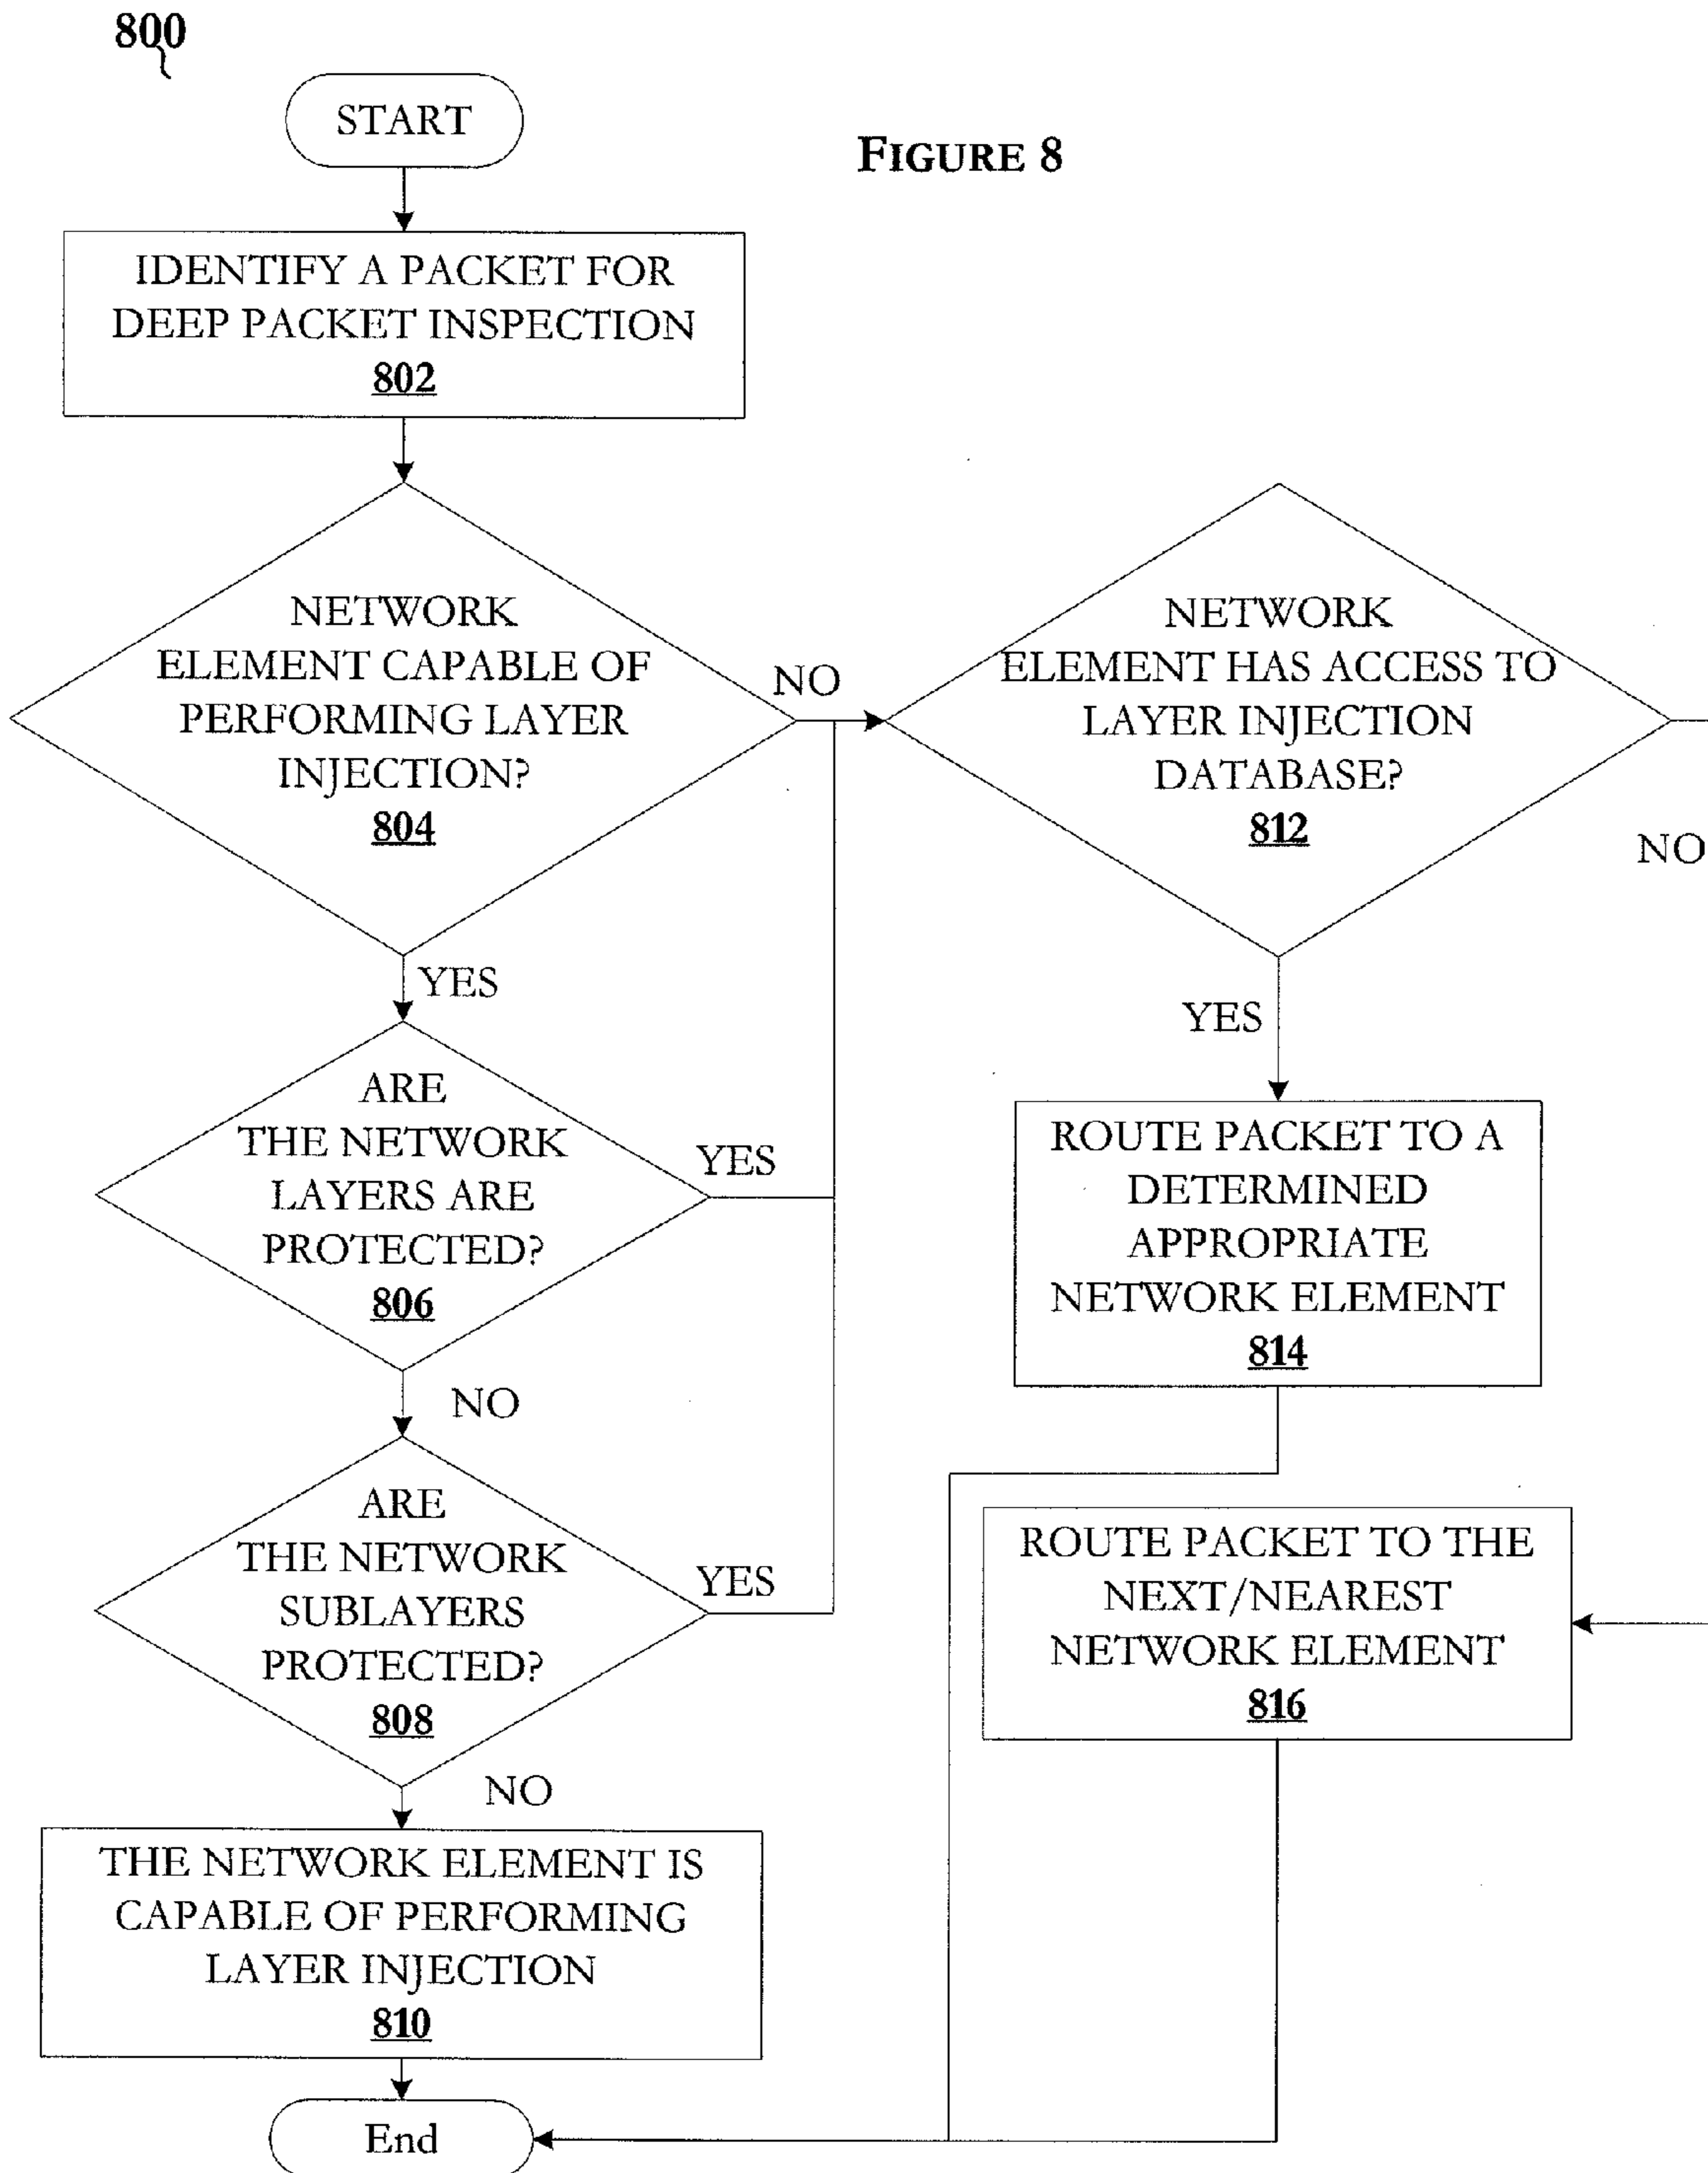 800
START
FIGURE 8
IDENTIFY A PACKET FOR
DEEP PACKET INSPECTION
802
NETWORK
ELEMENT CAPABLE OF
PERFORMING LAYER
INJECTION?
804
NO
NETWORK
ELEMENT HAS ACCESS TO
LAYER INJECTION
DATABASE?
812
NO
YES
YES
ARE
THE NETWORK
LAYERS ARE
PROTECTED?
806
YES
ROUTE PACKET TO A
DETERMINED
APPROPRIATE
NETWORK ELEMENT
814
NO
ARE
THE NETWORK
SUBLAYERS
PROTECTED?
808
YES
ROUTE PACKET TO THE
NEXT/NEAREST
NETWORK ELEMENT
816
NO
THE NETWORK ELEMENT IS
CAPABLE OF PERFORMING
LAYER INJECTION
810
End